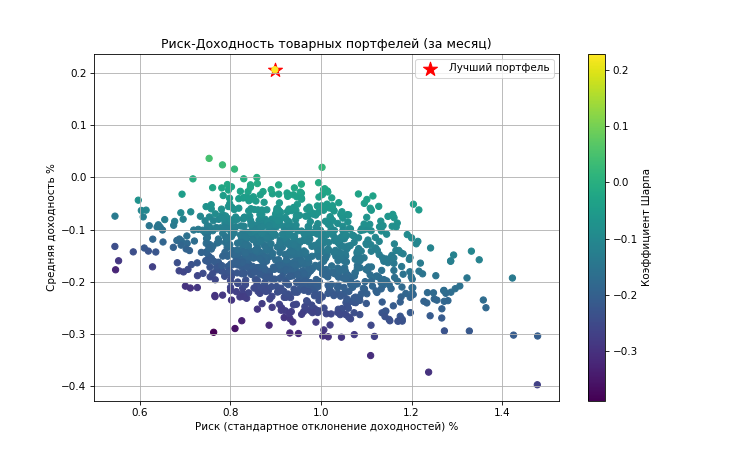 Риск-Доходность товарных портфелей (за месяц)
Лучший портфель
Средняя доходность %
0.2
0.1
0.0
−0.1
−0.2
−0.3
−0.4
0.6 0.8 1.0 1.2 1.4
Риск (стандартное отклонение доходностей) %
0.2
0.1
0.0
−0.1
−0.2
−0.3
Коэффициент Шарпа